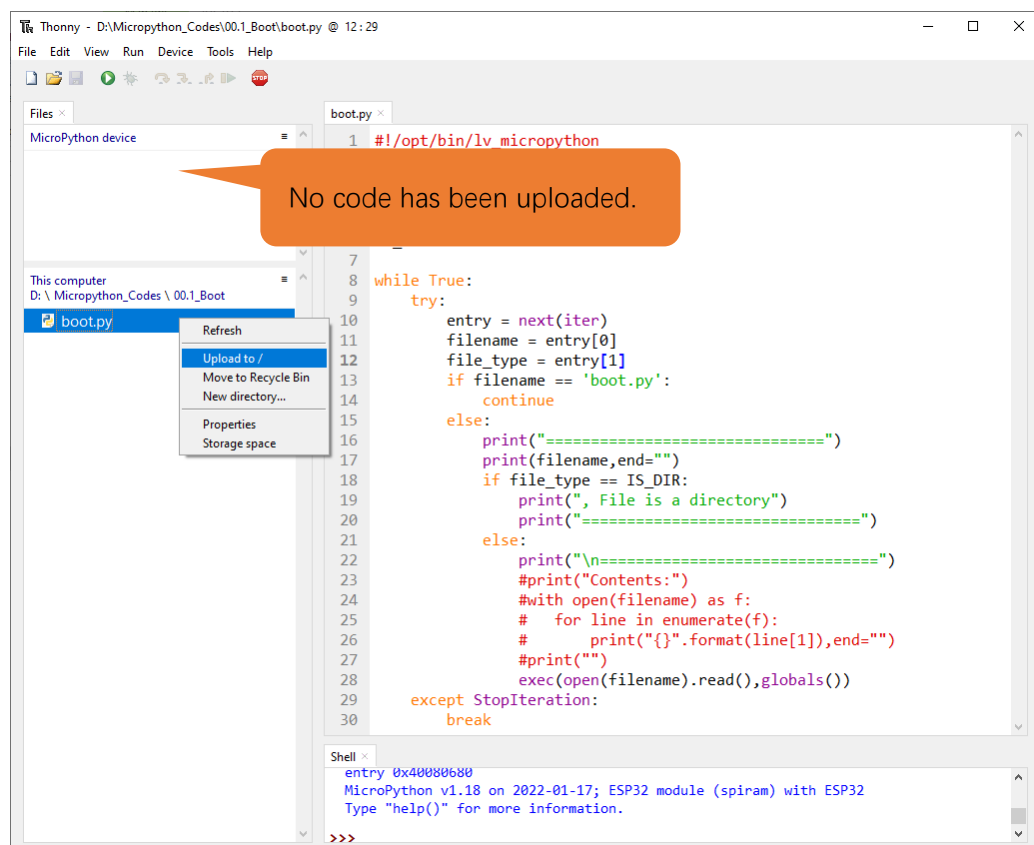 Thonny - D:\Micropython_Codes\00.1_Boot\boot.py @ 12:29
File Edit View Run Device Tools Help
STOP
Files
MicroPython device
No code has been uploaded.
This computer
D: \ Micropython_Codes \ 00.1_Boot
boot.py
Refresh
Upload to /
Move to Recycle Bin
New directory...
Properties
Storage space
boot.py
1 #!/opt/bin/lv_micropython
7
8 while True:
9     try:
10         entry = next(iter)
11         filename = entry[0]
12         file_type = entry[1]
13         if filename == 'boot.py':
14             continue
15         else:
16             print("===============================")
17             print(filename,end="")
18             if file_type == IS_DIR:
19                 print(", File is a directory")
20                 print("===============================")
21             else:
22                 print("\n===============================")
23                 #print("Contents:")
24                 #with open(filename) as f:
25                 #   for line in enumerate(f):
26                 #       print("{}".format(line[1]),end="")
27                 #print("")
28                 exec(open(filename).read(),globals())
29     except StopIteration:
30         break
Shell
entry 0x40080680
MicroPython v1.18 on 2022-01-17; ESP32 module (spiram) with ESP32
Type "help()" for more information.
>>>